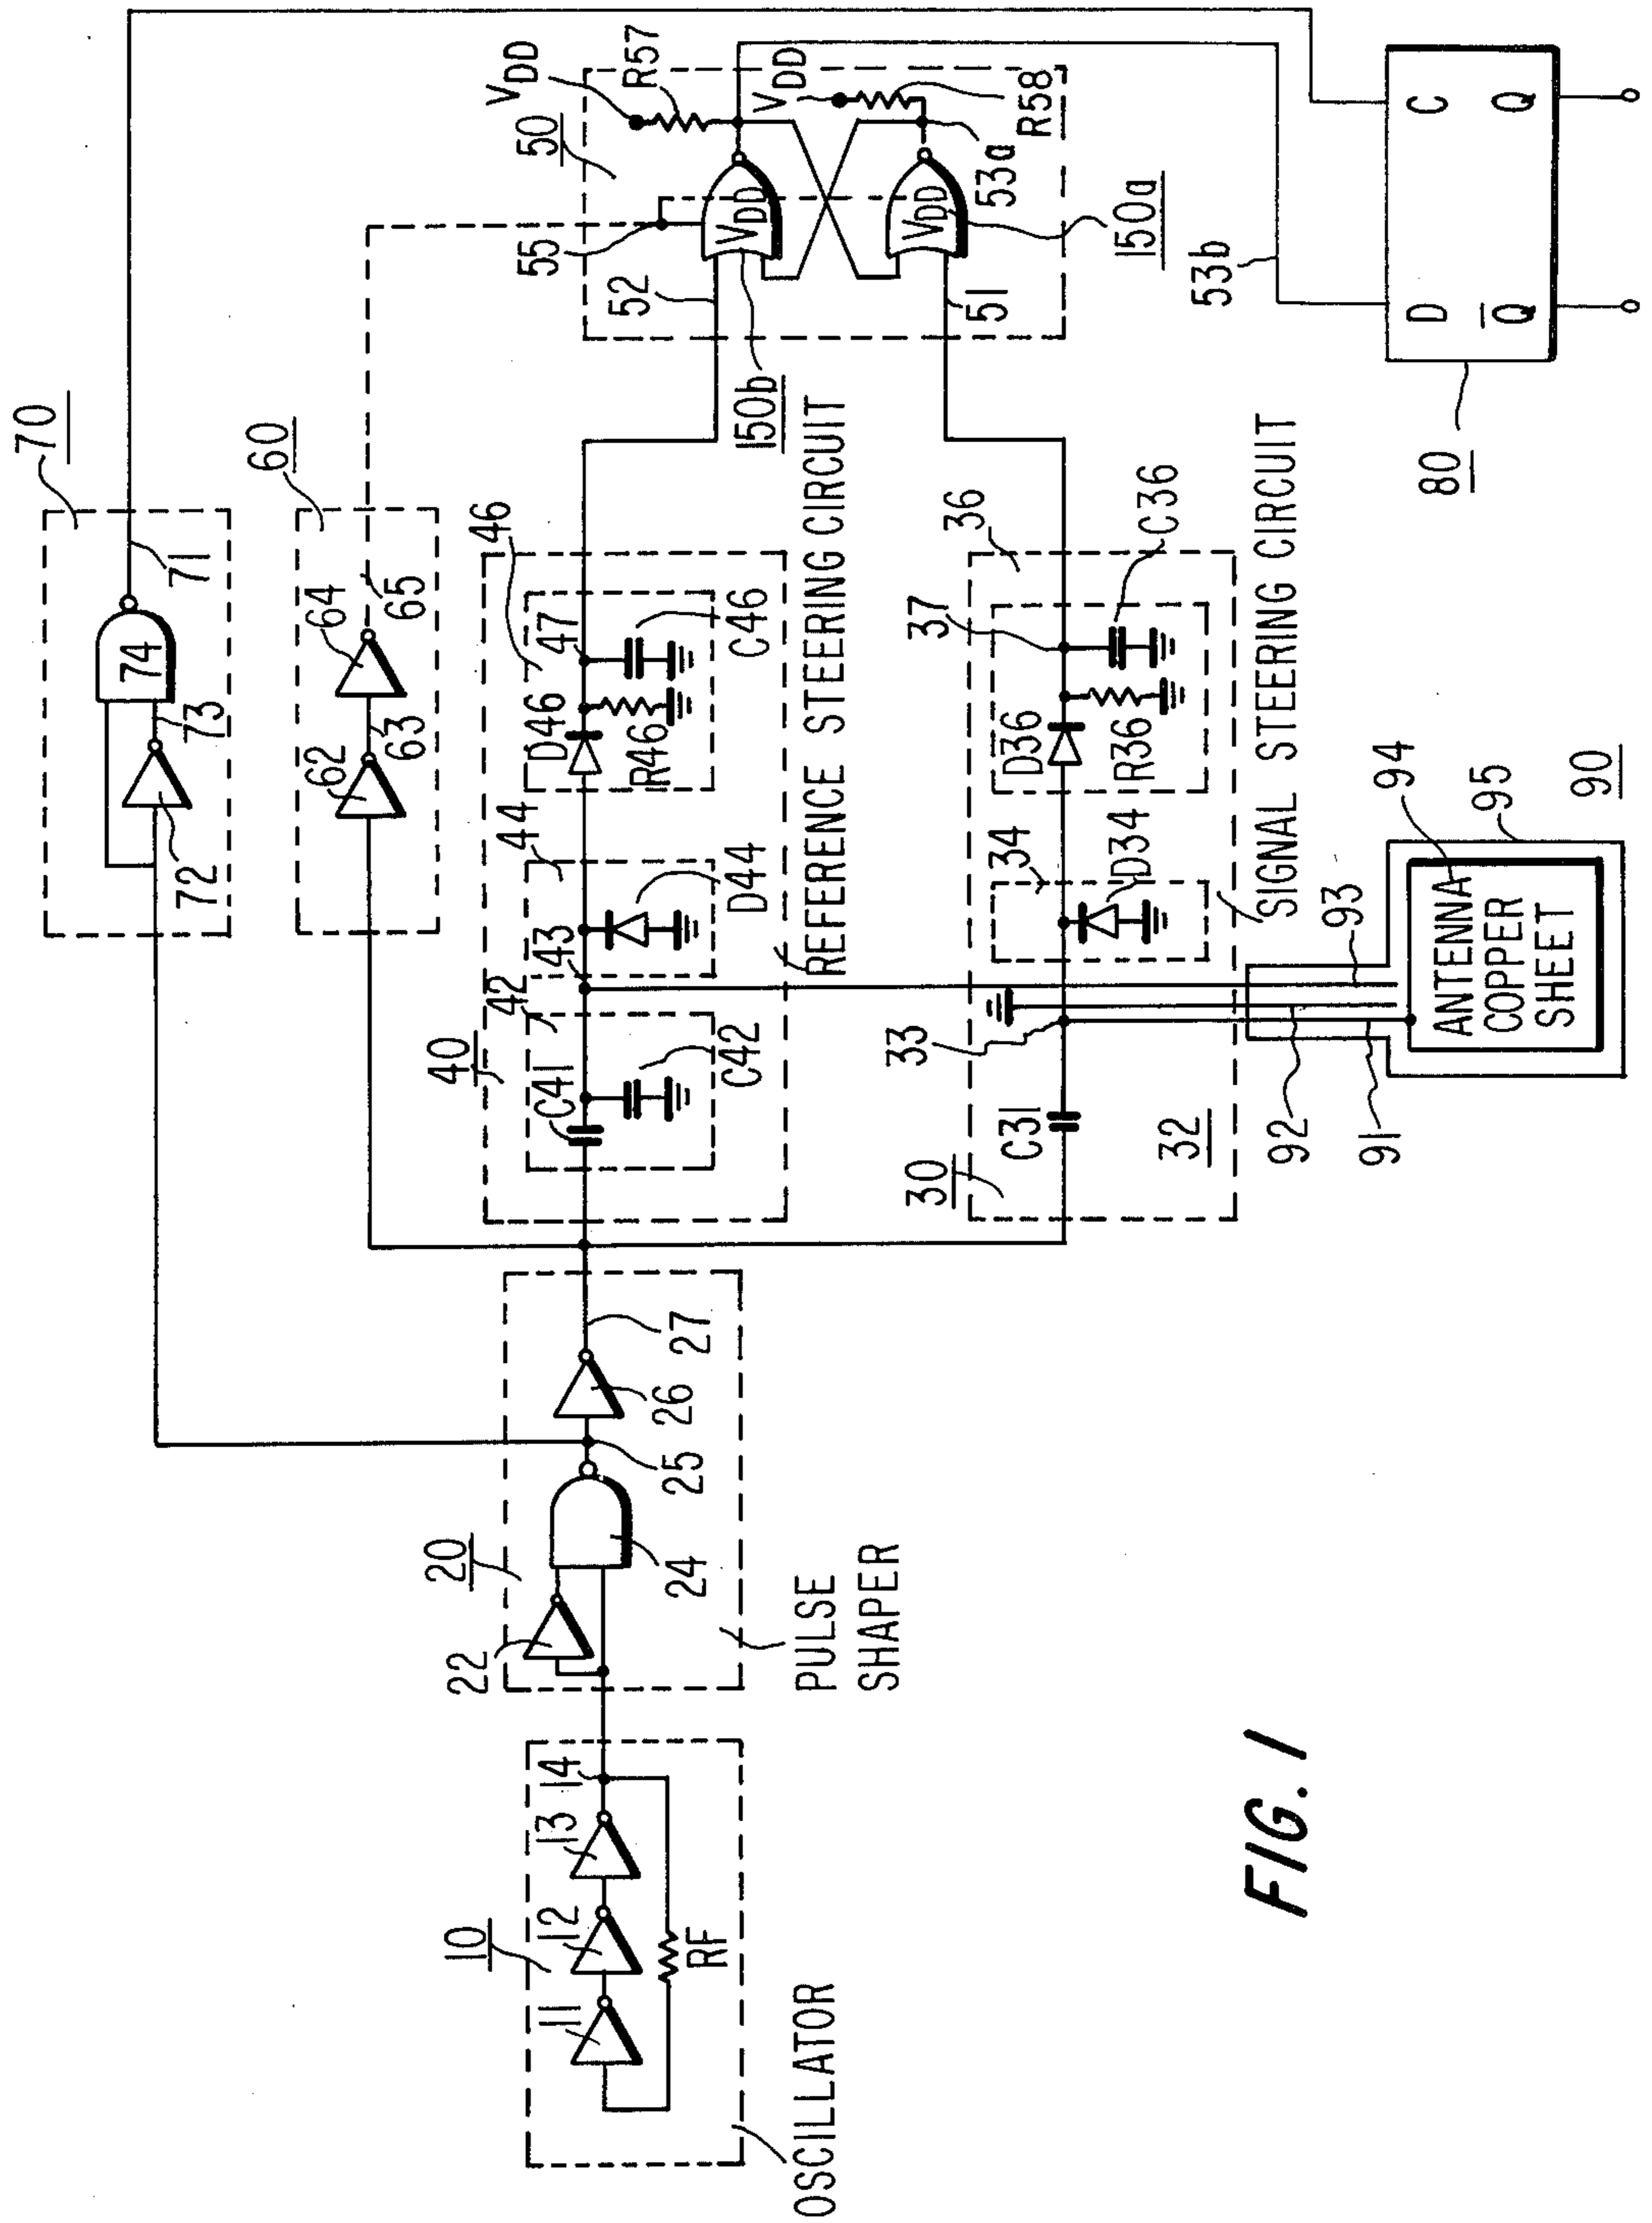 70
71
74
73
72
60
64
65
63
62
V DD
R57
50
55
52
V DD
V DD
V DD
R58
53a
150a
51
150b
53b
46
47
C46
D46
R46
44
D44
43
42
40
C41
C42
REFERENCE STEERING CIRCUIT
36
37
C36
D36
R36
34
D34
33
C31
30
32
SIGNAL STEERING CIRCUIT
C
Q
D
Q̅
80
94
95
90
93
92
91
ANTENNA
COPPER
SHEET
27
26
25
20
24
22
PULSE
SHAPER
14
13
12
10
11
RF
OSCILLATOR
FIG. 1